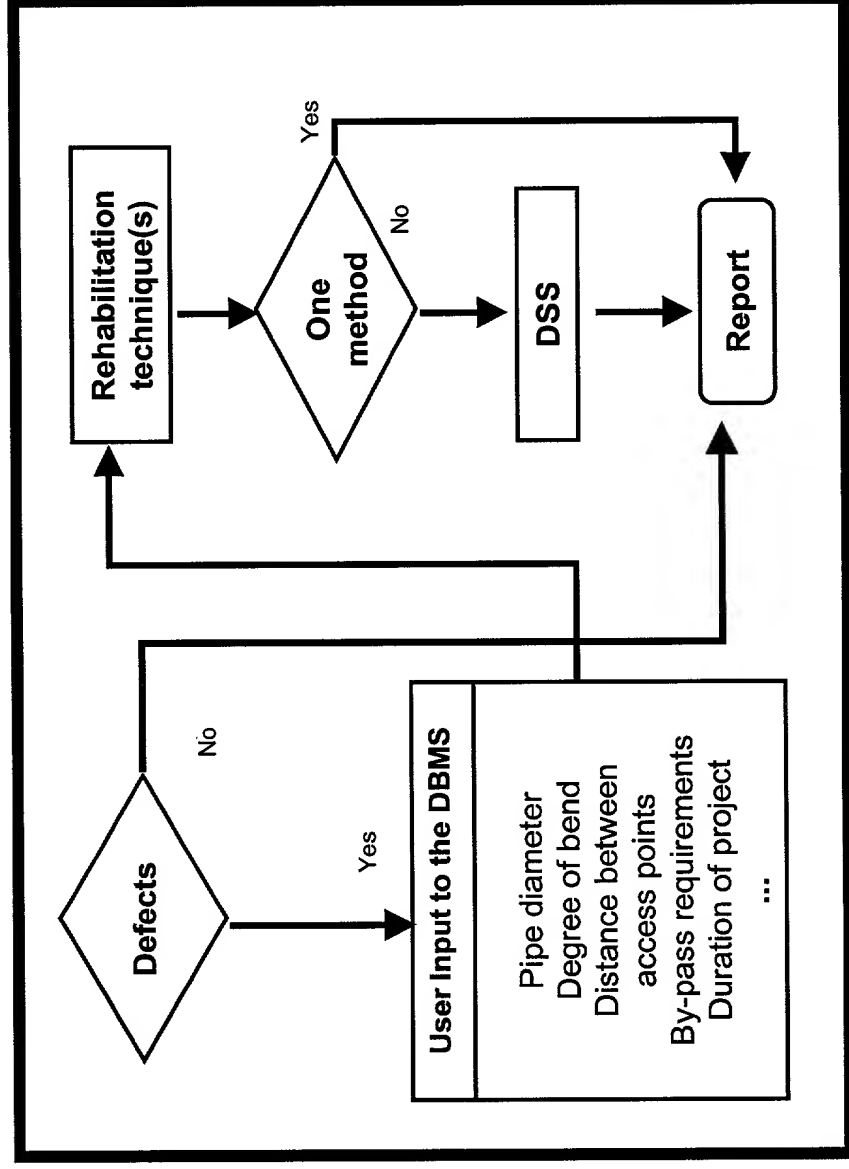 Defects
No
Yes
User Input to the DBMS
Pipe diameter
Degree of bend
Distance between
access points
By-pass requirements
Duration of project
...
Rehabilitation
technique(s)
One
method
Yes
No
DSS
Report